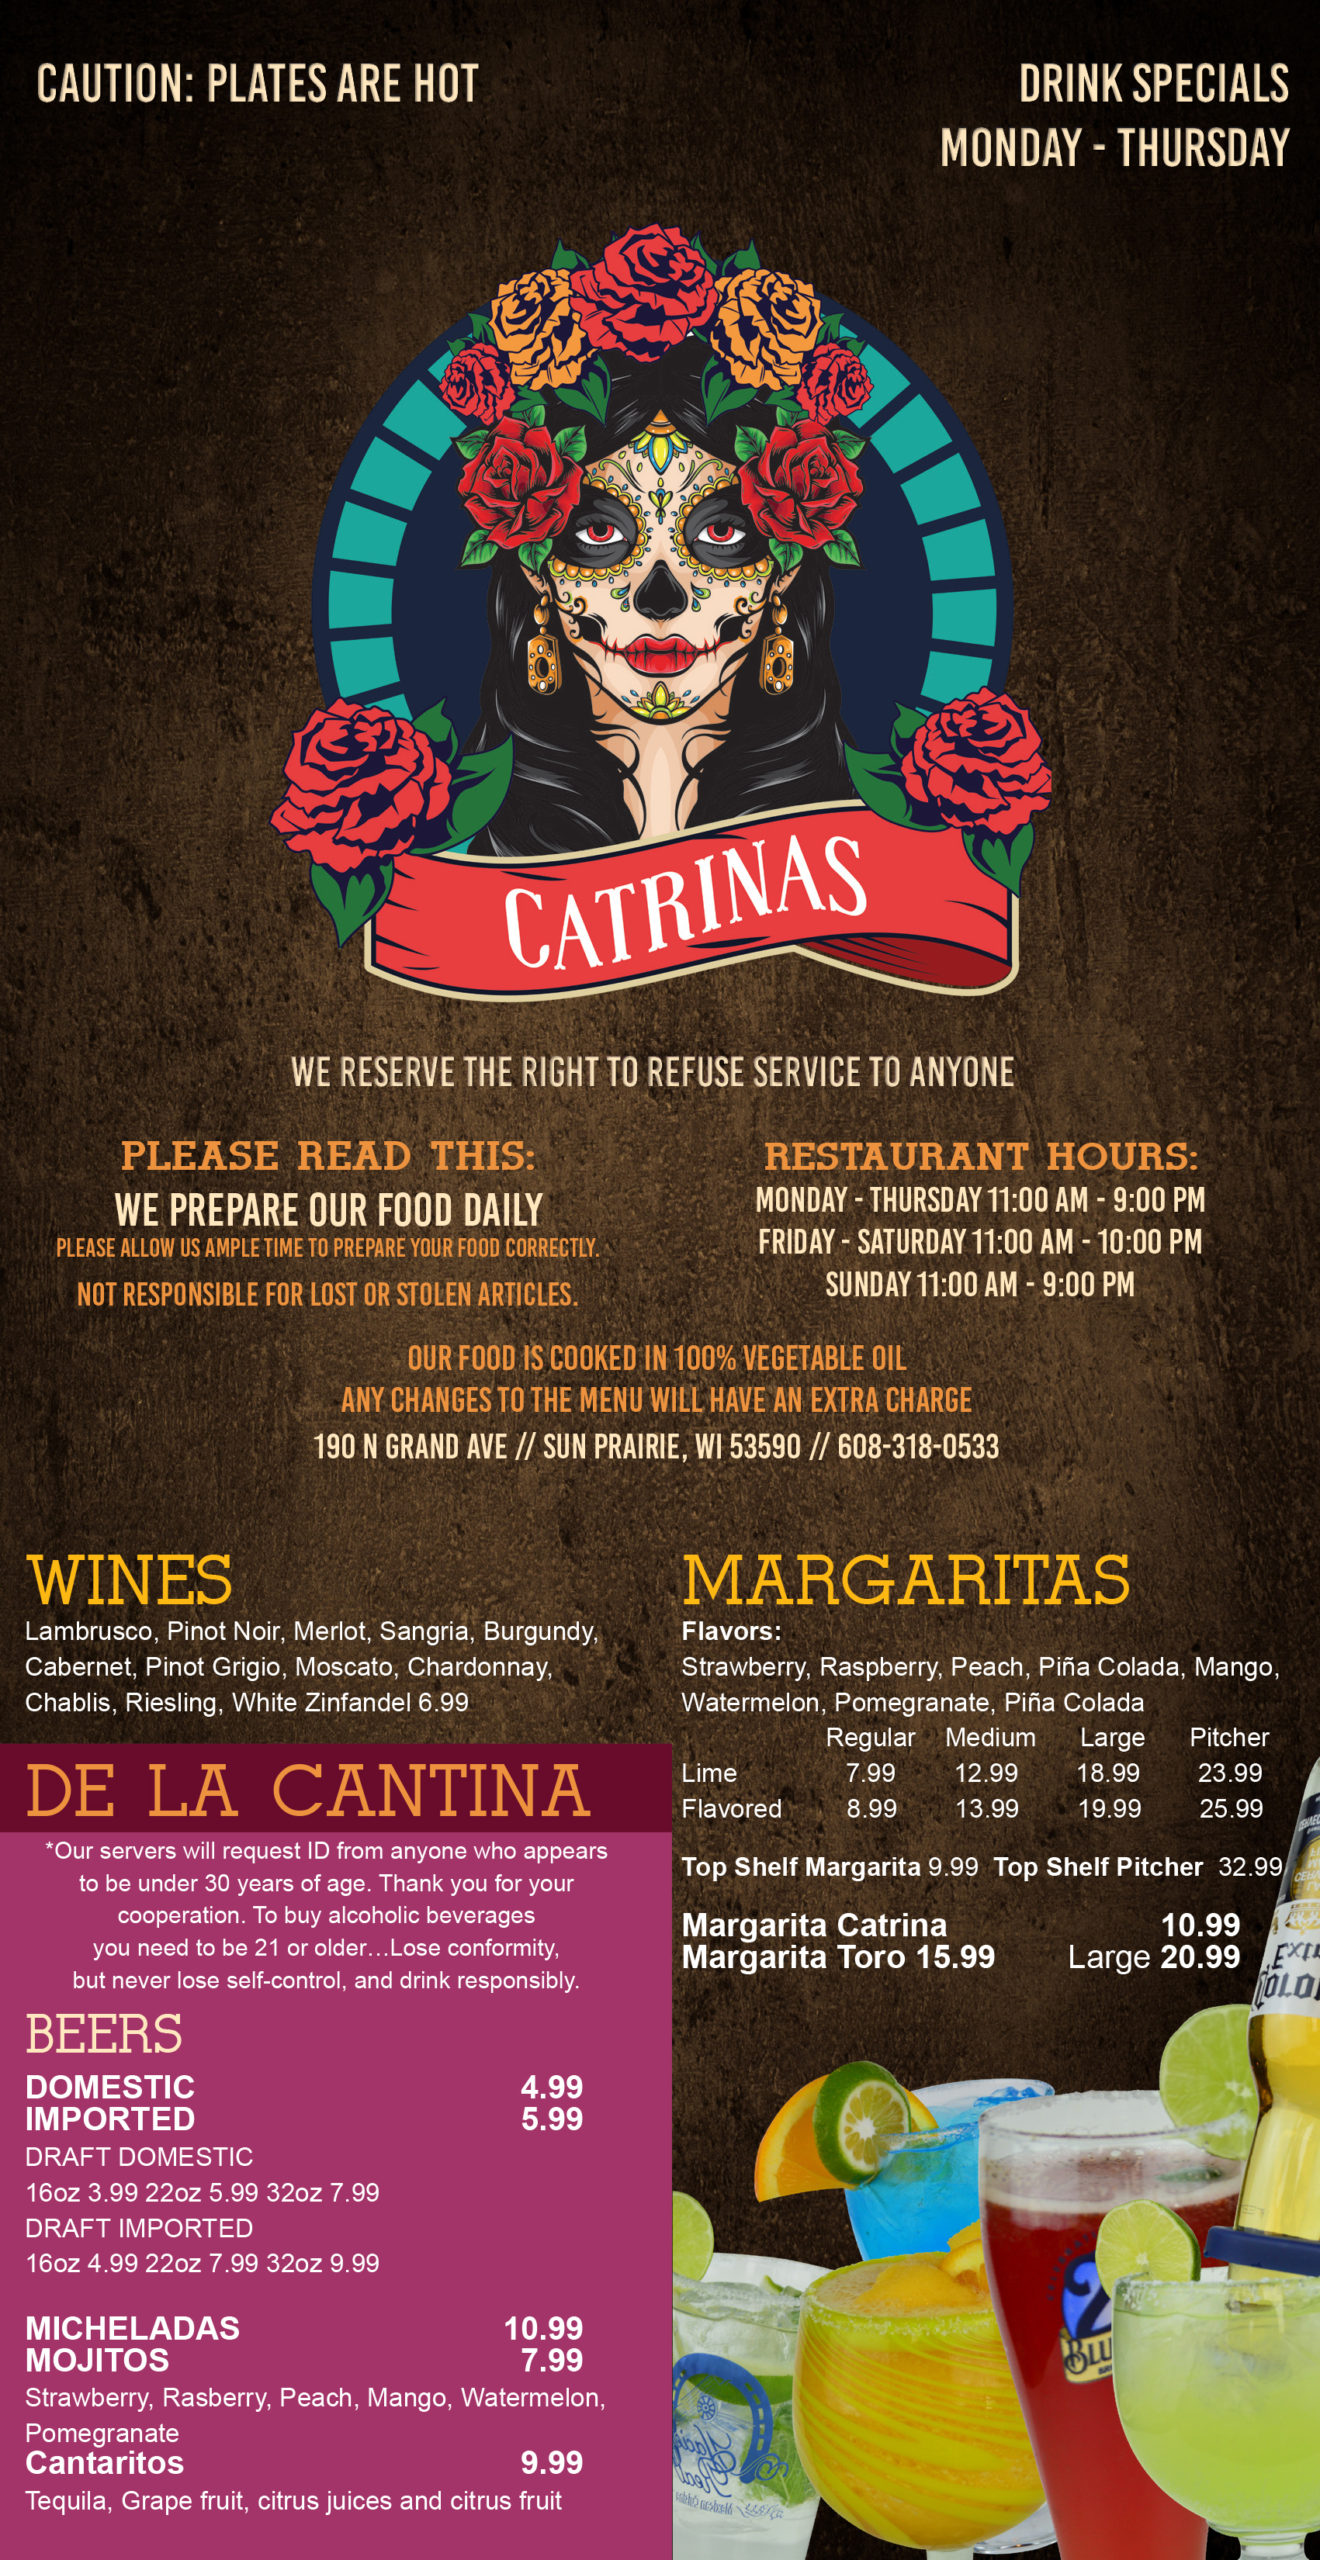 CAUTION: PLATES ARE HOT
DRINK SPECIALS
MONDAY - THURSDAY
CATRINAS
WE RESERVE THE RIGHT TO REFUSE SERVICE TO ANYONE
PLEASE READ THIS:
WE PREPARE OUR FOOD DAILY
PLEASE ALLOW US AMPLE TIME TO PREPARE YOUR FOOD CORRECTLY.
NOT RESPONSIBLE FOR LOST OR STOLEN ARTICLES.
RESTAURANT HOURS:
MONDAY - THURSDAY 11:00 AM - 9:00 PM
FRIDAY - SATURDAY 11:00 AM - 10:00 PM
SUNDAY 11:00 AM - 9:00 PM
OUR FOOD IS COOKED IN 100% VEGETABLE OIL
ANY CHANGES TO THE MENU WILL HAVE AN EXTRA CHARGE
190 N GRAND AVE // SUN PRAIRIE, WI 53590 // 608-318-0533
WINES
Lambrusco, Pinot Noir, Merlot, Sangria, Burgundy,
Cabernet, Pinot Grigio, Moscato, Chardonnay,
Chablis, Riesling, White Zinfandel 6.99
DE LA CANTINA
*Our servers will request ID from anyone who appears
to be under 30 years of age. Thank you for your
cooperation. To buy alcoholic beverages
you need to be 21 or older...Lose conformity,
but never lose self-control, and drink responsibly.
BEERS
DOMESTIC 4.99
IMPORTED 5.99
DRAFT DOMESTIC
16oz 3.99 22oz 5.99 32oz 7.99
DRAFT IMPORTED
16oz 4.99 22oz 7.99 32oz 9.99
MICHELADAS 10.99
MOJITOS 7.99
Strawberry, Rasberry, Peach, Mango, Watermelon,
Pomegranate
Cantaritos 9.99
Tequila, Grape fruit, citrus juices and citrus fruit
MARGARITAS
Flavors:
Strawberry, Raspberry, Peach, Piña Colada, Mango,
Watermelon, Pomegranate, Piña Colada
Regular Medium Large Pitcher
Lime 7.99 12.99 18.99 23.99
Flavored 8.99 13.99 19.99 25.99
Top Shelf Margarita 9.99 Top Shelf Pitcher 32.99
Margarita Catrina 10.99
Margarita Toro 15.99 Large 20.99